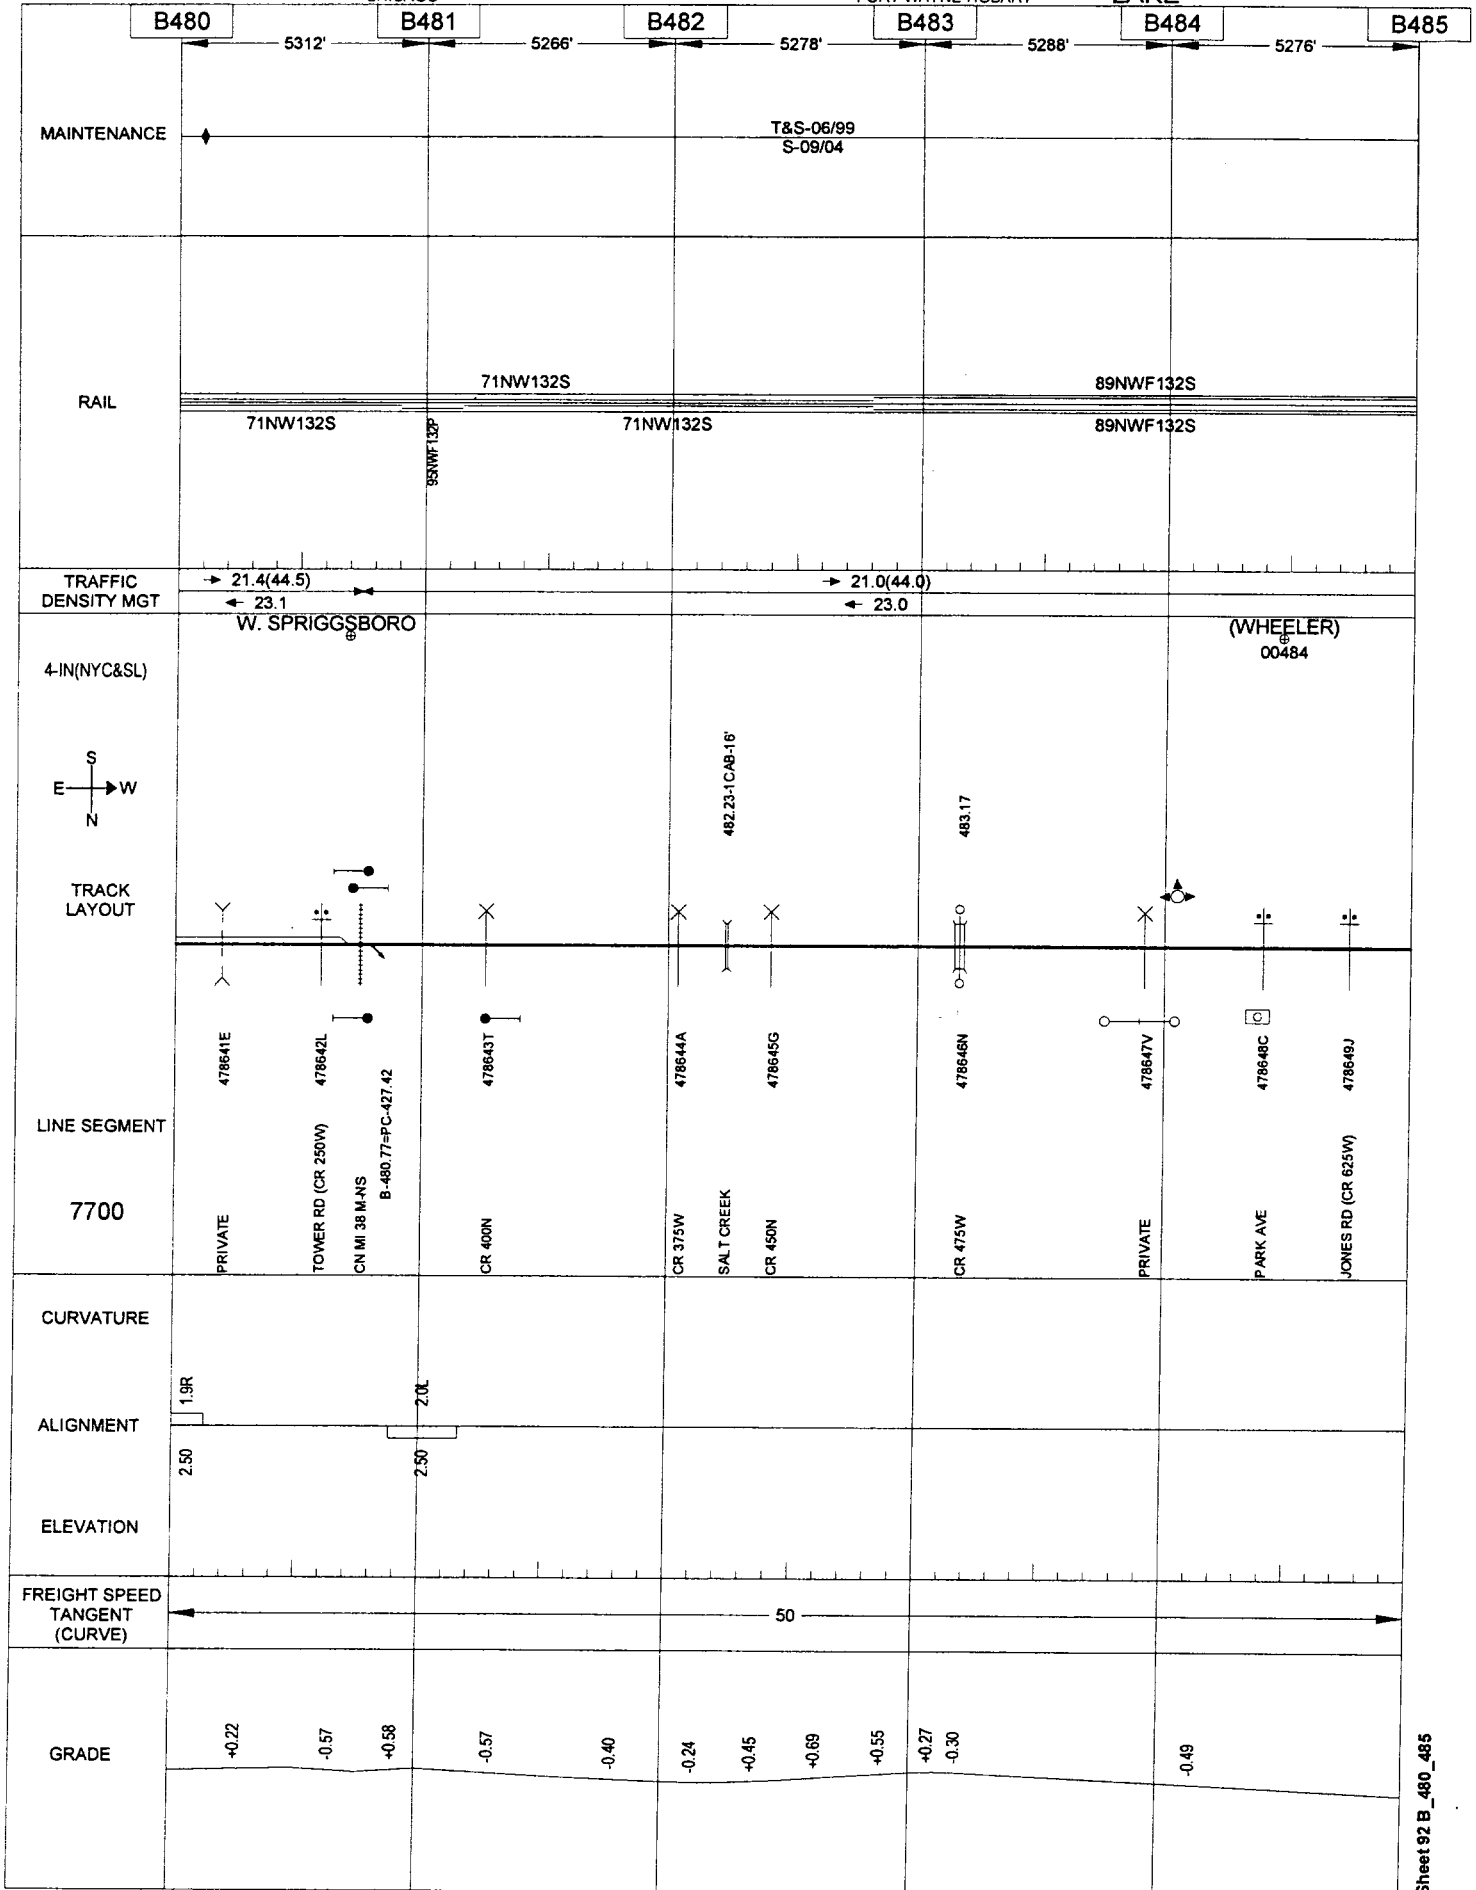 LAKE
B480 B481 B482 B483 B484 B485
5312' 5266' 5278' 5288' 5276'
MAINTENANCE
T&S-06/99
S-09/04
RAIL
71NW132S
89NWF132S
71NW132S
71NW132S
89NWF132S
95NWF132P
TRAFFIC
DENSITY MGT
→ 21.4(44.5)
← 23.1
→ 21.0(44.0)
← 23.0
W. SPRIGGSBORO
(WHEELER)
00484
4-IN(NYC&SL)
S
E W
N
482.23-1CAB-16'
483.17
TRACK
LAYOUT
478641E
478642L
478643T
478644A
478645G
478646N
478647V
478648C
478649J
B-480.77=PC-427.42
LINE SEGMENT
7700
PRIVATE
TOWER RD (CR 250W)
CN MI 38 M-NS
CR 400N
CR 375W
SALT CREEK
CR 450N
CR 475W
PRIVATE
PARK AVE
JONES RD (CR 625W)
CURVATURE
1.9R
2.0L
ALIGNMENT
2.50
2.50
ELEVATION
FREIGHT SPEED
TANGENT
(CURVE)
50
GRADE
+0.22
-0.57
+0.58
-0.57
-0.40
-0.24
+0.45
+0.69
+0.55
+0.27
-0.30
-0.49
Sheet 92 B_480_485